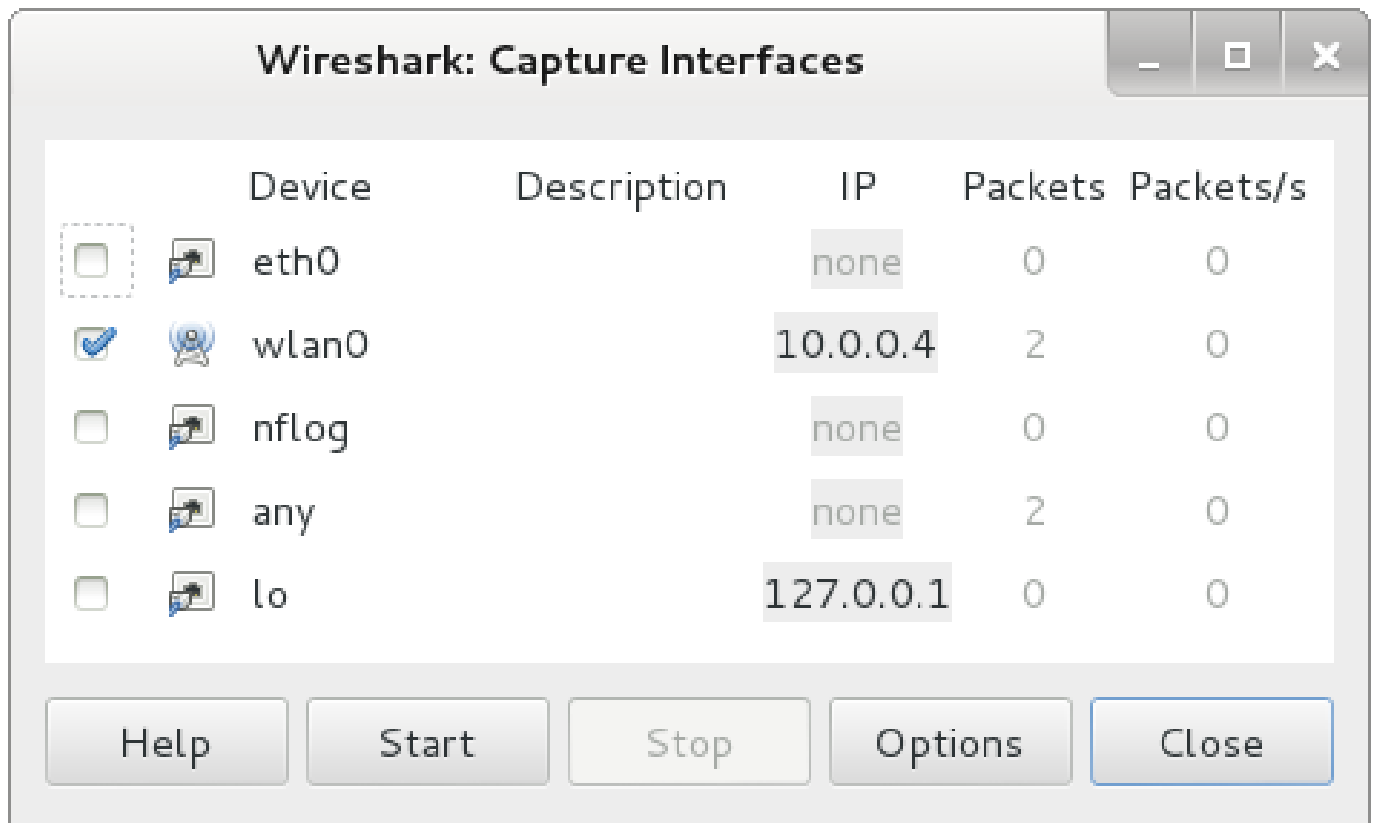 Wireshark: Capture Interfaces
Device Description IP Packets Packets/s
eth0 none 0 0
wlan0 10.0.0.4 2 0
nflog none 0 0
any none 2 0
lo 127.0.0.1 0 0
Help Start Stop Options Close